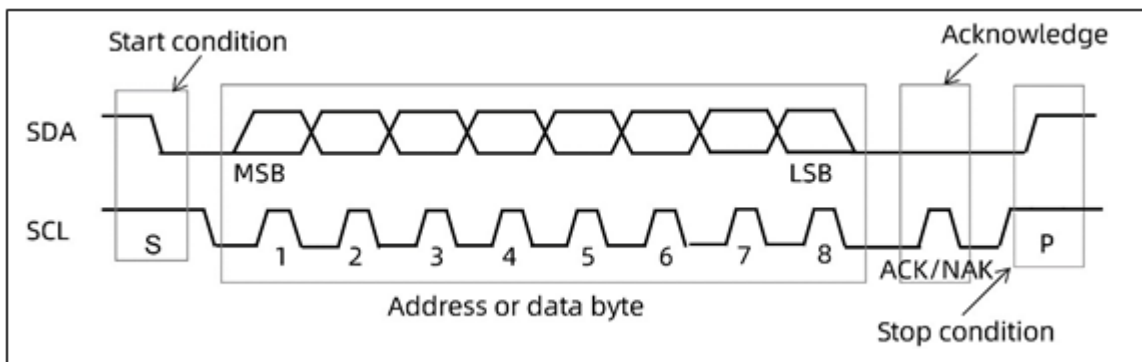 Start condition
Acknowledge
SDA
MSB
LSB
SCL
S
1 2 3 4 5 6 7 8
ACK/NAK
P
Address or data byte
Stop condition